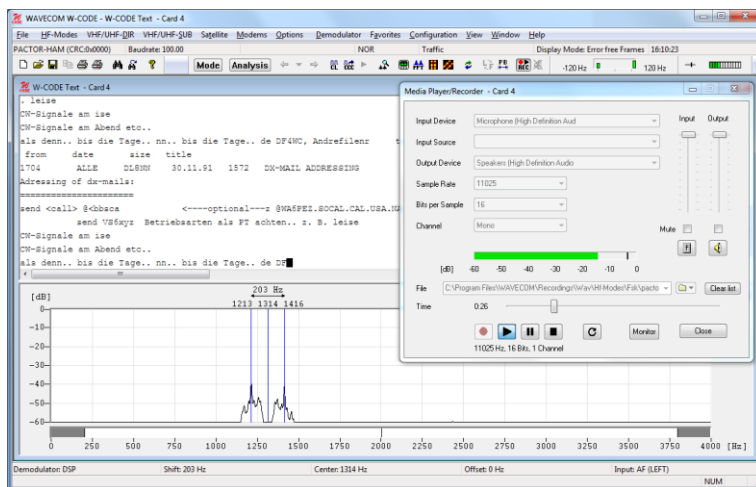 WAVECOM W-CODE - W-CODE Text - Card 4
File HF-Modes VHF/UHF-DIR VHF/UHF-SUB Satellite Modems Options Demodulator Favorites Configuration View Window Help
PACTOR-HAM (CRC:0x0000) Baudrate: 100.00 NOR Traffic Display Mode: Error free Frames 16:10:23
Mode Analysis -120 Hz 120 Hz
W-CODE Text - Card 4
. leise
CW-Signale am ise
CW-Signale am Abend etc..
als denn.. bis die Tage.. nn.. bis die Tage.. de DF4WC, Andrefilenr t
from date size title
1704 ALLE DL8NN 30.11.91 1572 DX-MAIL ADDRESSING
Adressing of dx-mails:
=====================
send <call> @<bbsca <----optional---z @WA6PEZ.SOCAL.CAL.USA.NA
send VS6xyz Betriebsarten als PT achten.. z. B. leise
CW-Signale am ise
CW-Signale am Abend etc..
als denn.. bis die Tage.. nn.. bis die Tage.. de DF
Media Player/Recorder - Card 4
Input Device Microphone (High Definition Aud
Input Source
Output Device Speakers (High Definition Audio
Sample Rate 11025
Bits per Sample 16
Channel Mono
Input Output
Mute
[dB] -60 -50 -40 -30 -20 -10 0
File C:\Program Files\WAVECOM\Recordings\Wav\Hf-Modes\Fsk\pacto Clear list
Time 0:26
Monitor Close
11025 Hz, 16 Bits, 1 Channel
[dB]
203 Hz
1213 1314 1416
0
-10
-20
-30
-40
-50
-60
0 250 500 750 1000 1250 1500 1750 2000 2250 2500 2750 3000 3250 3500 3750 4000 [Hz]
Demodulator: DSP Shift: 203 Hz Center: 1314 Hz Offset: 0 Hz Input: AF (LEFT)
NUM